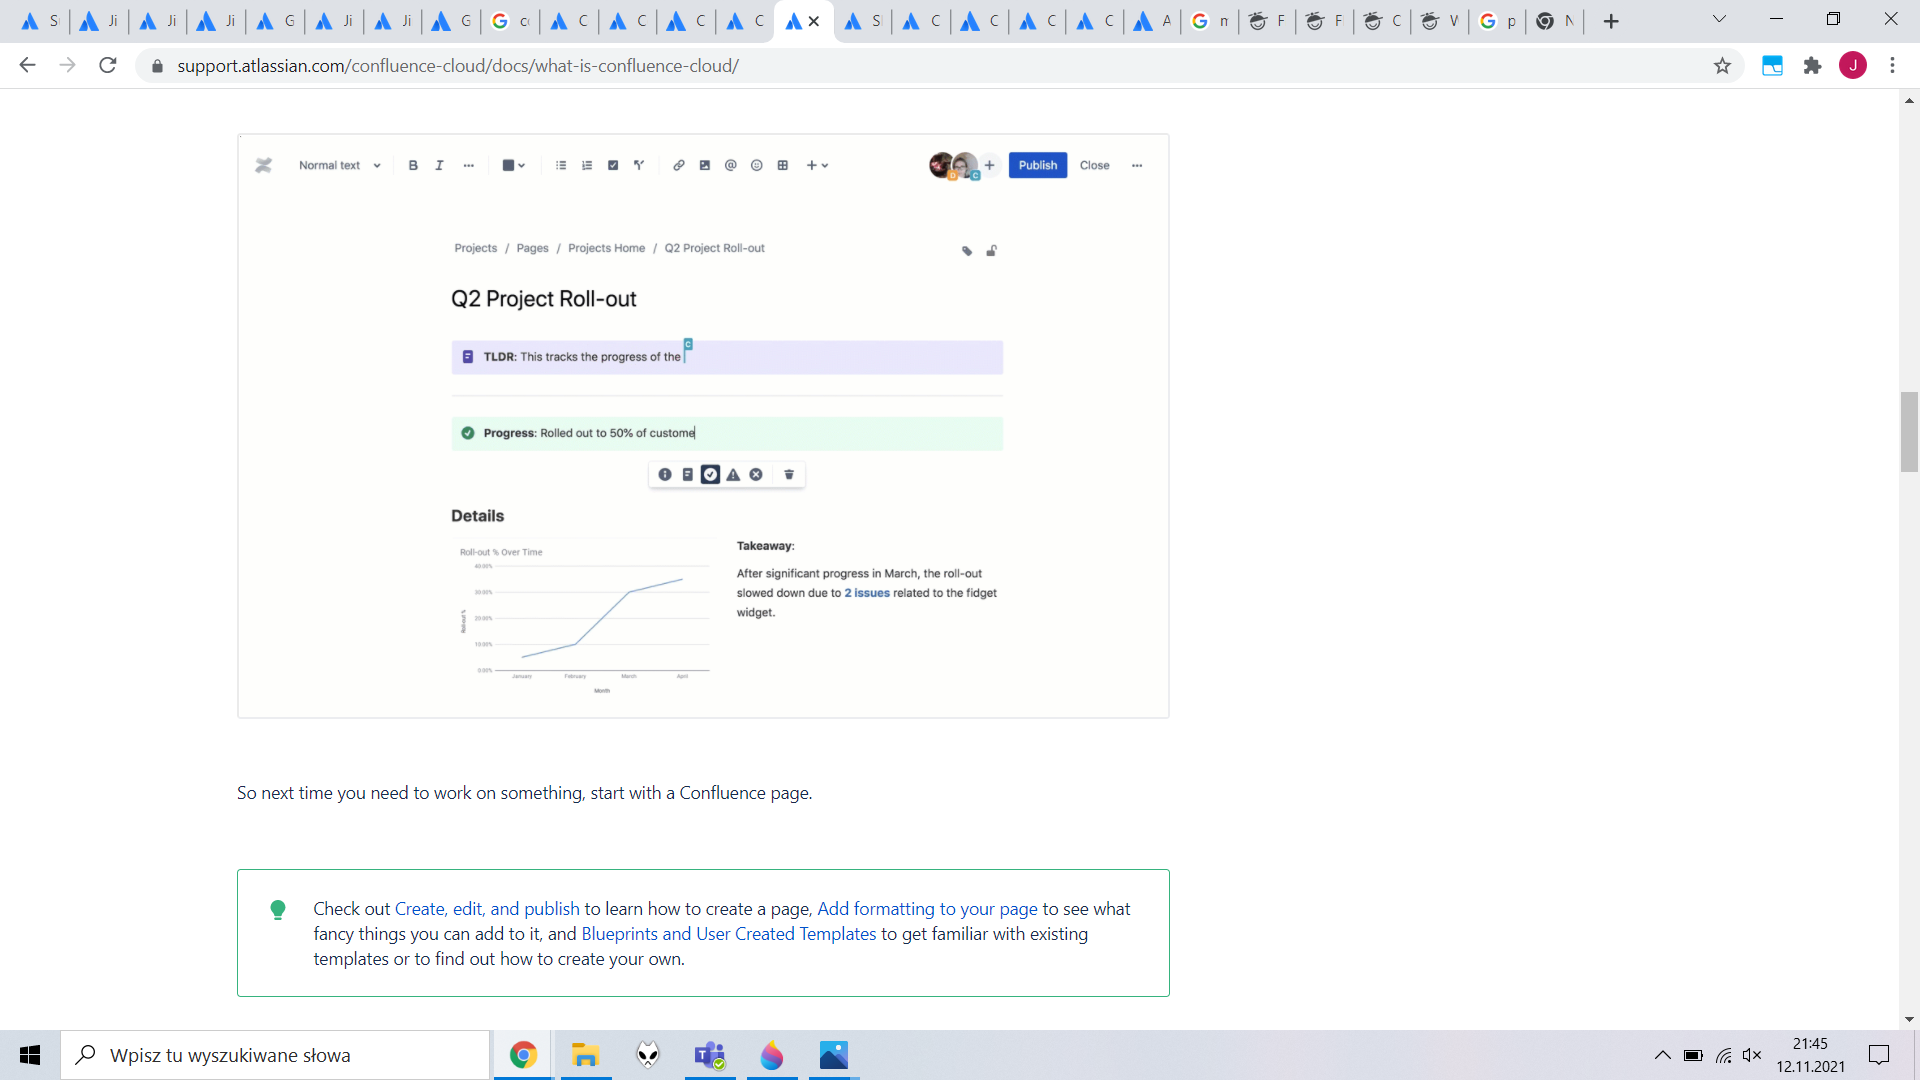 S Ji Ji Ji G Ji Ji G c C C C C S C C C C A m F F C V p N
support.atlassian.com/confluence-cloud/docs/what-is-confluence-cloud/
J
Normal text
B I
Publish Close
Projects / Pages / Projects Home / Q2 Project Roll-out
Q2 Project Roll-out
C
TLDR: This tracks the progress of the
Progress: Rolled out to 50% of custome
Details
Takeaway:
After significant progress in March, the roll-out
slowed down due to 2 issues related to the fidget
widget.
Roll-out % Over Time
40.00%
30.00%
20.00%
10.00%
0.00%
Roll-out %
January February March April
Month
So next time you need to work on something, start with a Confluence page.
Check out Create, edit, and publish to learn how to create a page, Add formatting to your page to see what
fancy things you can add to it, and Blueprints and User Created Templates to get familiar with existing
templates or to find out how to create your own.
Wpisz tu wyszukiwane słowa
21:45
12.11.2021